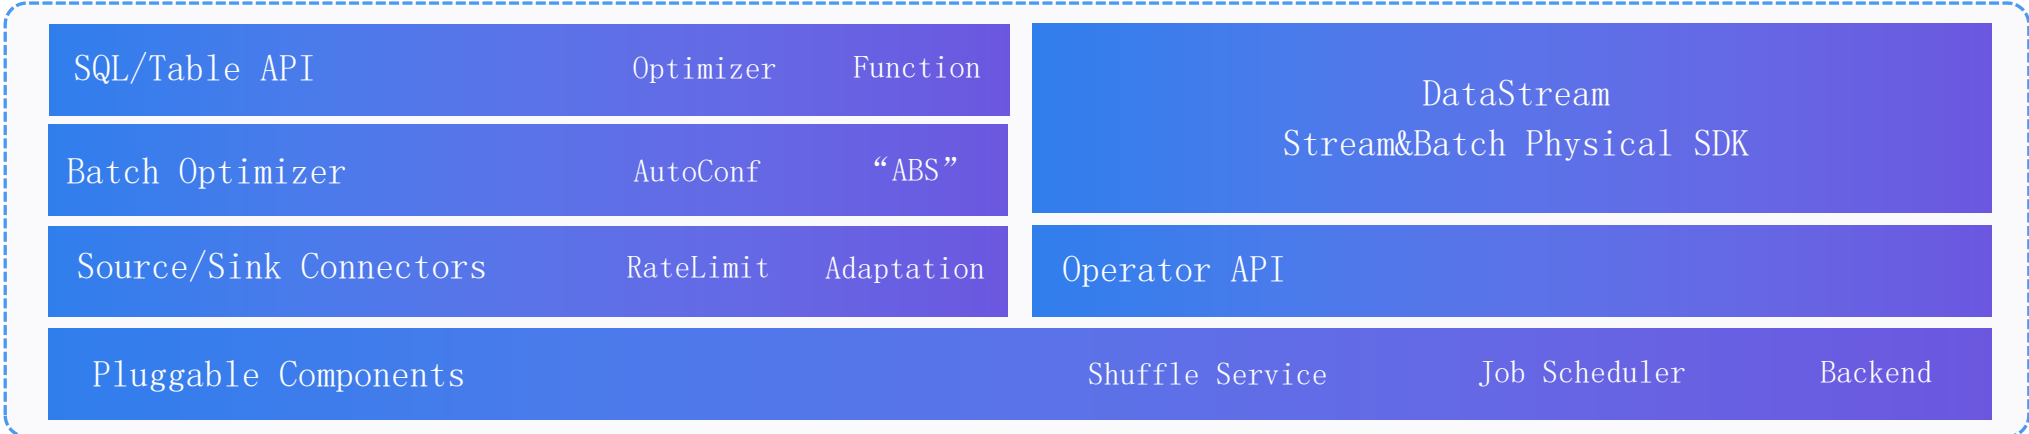 SQL/Table API Optimizer Function
Batch Optimizer AutoConf “ABS”
Source/Sink Connectors RateLimit Adaptation
DataStream
Stream&Batch Physical SDK
Operator API
Pluggable Components Shuffle Service Job Scheduler Backend